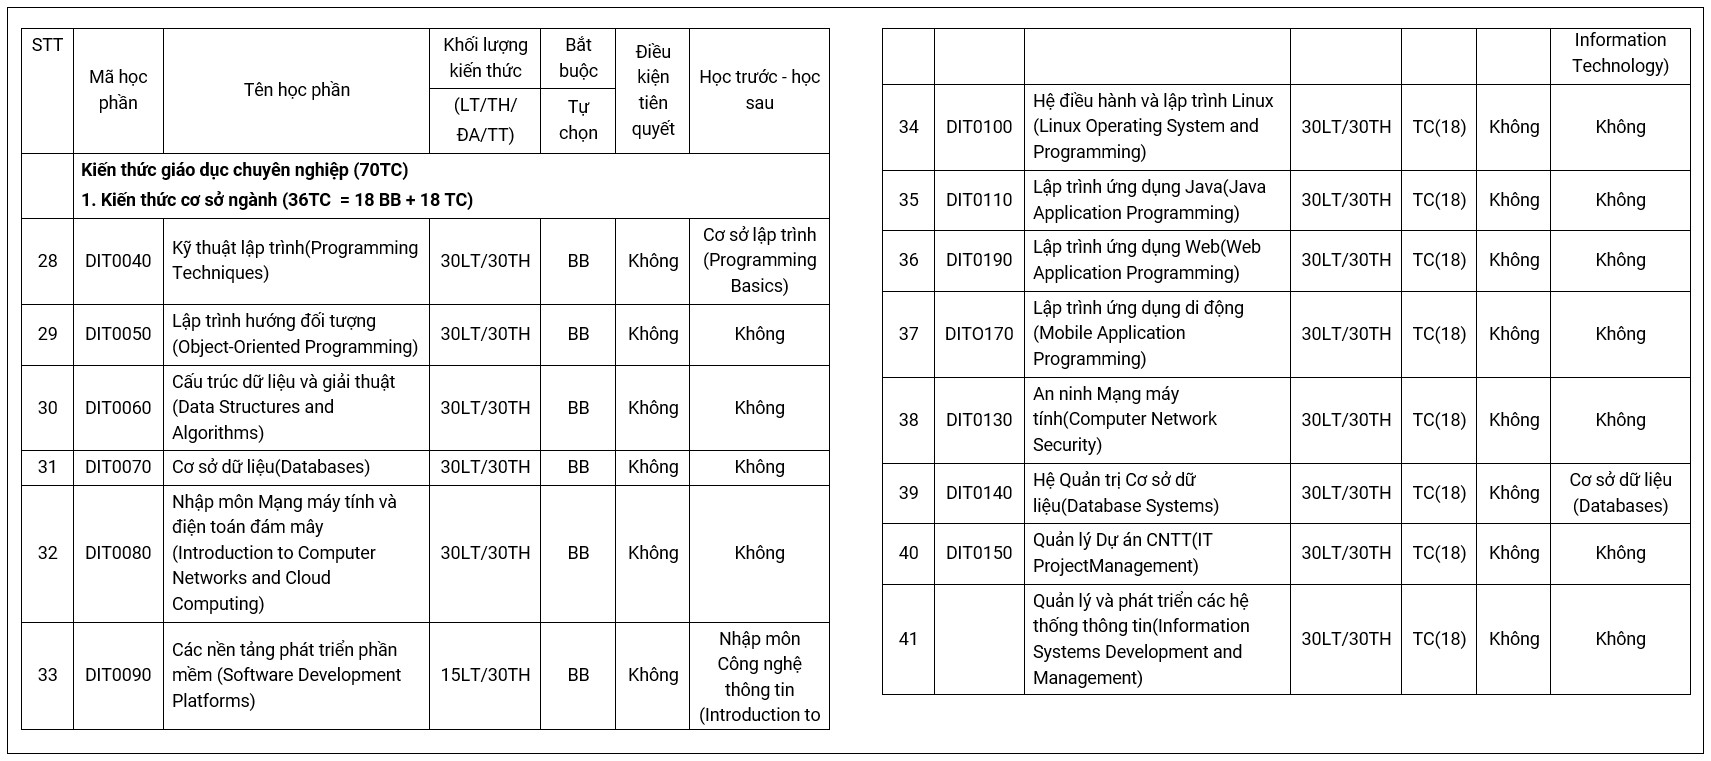 STT
Mã học
phần
Tên học phần
Khối lượng
kiến thức
(LT/TH/
ĐA/TT)
Bắt
buộc
Tự
chọn
Điều
kiện
tiên
quyết
Học trước - học
sau
Kiến thức giáo dục chuyên nghiệp (70TC)
1. Kiến thức cơ sở ngành (36TC = 18 BB + 18 TC)
28
DIT0040
Kỹ thuật lập trình(Programming
Techniques)
30LT/30TH
BB
Không
Cơ sở lập trình
(Programming
Basics)
29
DIT0050
Lập trình hướng đối tượng
(Object-Oriented Programming)
30LT/30TH
BB
Không
Không
30
DIT0060
Cấu trúc dữ liệu và giải thuật
(Data Structures and
Algorithms)
30LT/30TH
BB
Không
Không
31
DIT0070
Cơ sở dữ liệu(Databases)
30LT/30TH
BB
Không
Không
32
DIT0080
Nhập môn Mạng máy tính và
điện toán đám mây
(Introduction to Computer
Networks and Cloud
Computing)
30LT/30TH
BB
Không
Không
33
DIT0090
Các nền tảng phát triển phần
mềm (Software Development
Platforms)
15LT/30TH
BB
Không
Nhập môn
Công nghệ
thông tin
(Introduction to
Information
Technology)
34
DIT0100
Hệ điều hành và lập trình Linux
(Linux Operating System and
Programming)
30LT/30TH
TC(18)
Không
Không
35
DIT0110
Lập trình ứng dụng Java(Java
Application Programming)
30LT/30TH
TC(18)
Không
Không
36
DIT0190
Lập trình ứng dụng Web(Web
Application Programming)
30LT/30TH
TC(18)
Không
Không
37
DITO170
Lập trình ứng dụng di động
(Mobile Application
Programming)
30LT/30TH
TC(18)
Không
Không
38
DIT0130
An ninh Mạng máy
tính(Computer Network
Security)
30LT/30TH
TC(18)
Không
Không
39
DIT0140
Hệ Quản trị Cơ sở dữ
liệu(Database Systems)
30LT/30TH
TC(18)
Không
Cơ sở dữ liệu
(Databases)
40
DIT0150
Quản lý Dự án CNTT(IT
ProjectManagement)
30LT/30TH
TC(18)
Không
Không
41
Quản lý và phát triển các hệ
thống thông tin(Information
Systems Development and
Management)
30LT/30TH
TC(18)
Không
Không